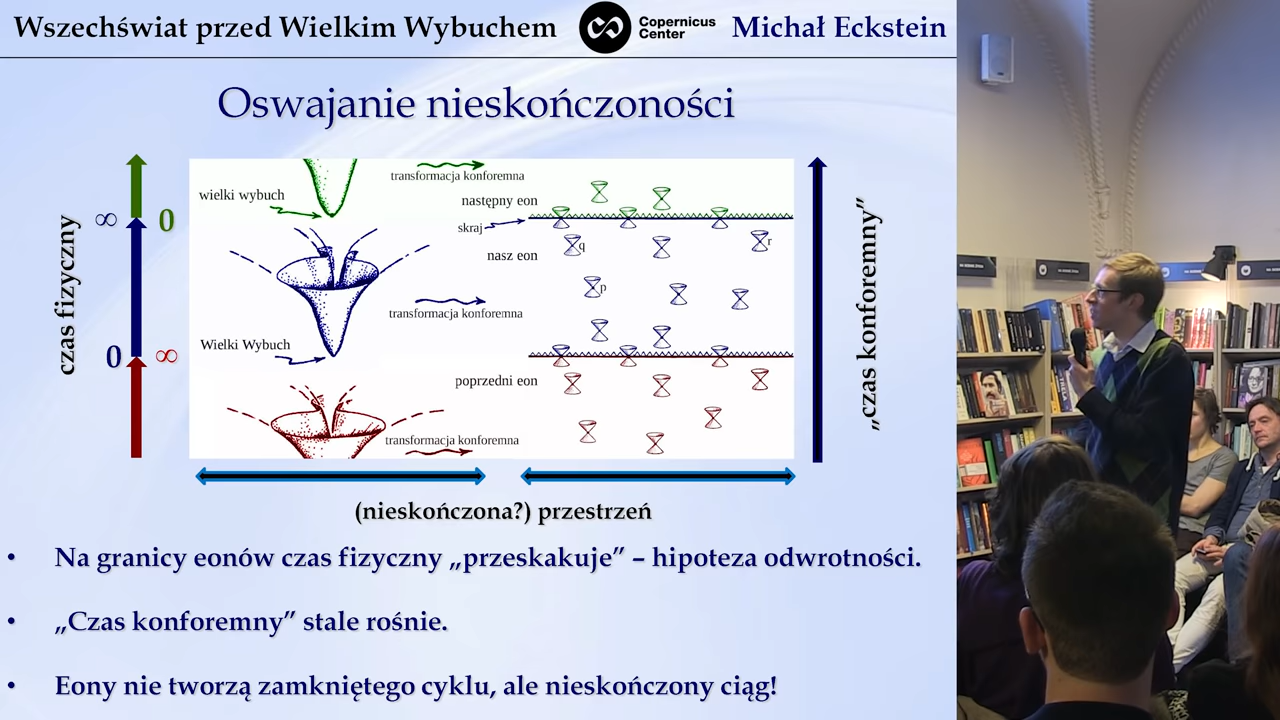 Wszechświat przed Wielkim Wybuchem
Copernicus
Center
Michał Eckstein
Oswajanie nieskończoności
czas fizyczny
∞
0
0
∞
wielki wybuch
transformacja konforemna
następny eon
skraj
q
r
nasz eon
p
transformacja konforemna
Wielki Wybuch
poprzedni eon
transformacja konforemna
„czas konforemny”
(nieskończona?) przestrzeń
• Na granicy eonów czas fizyczny „przeskakuje” – hipoteza odwrotności.
• „Czas konforemny” stale rośnie.
• Eony nie tworzą zamkniętego cyklu, ale nieskończony ciąg!